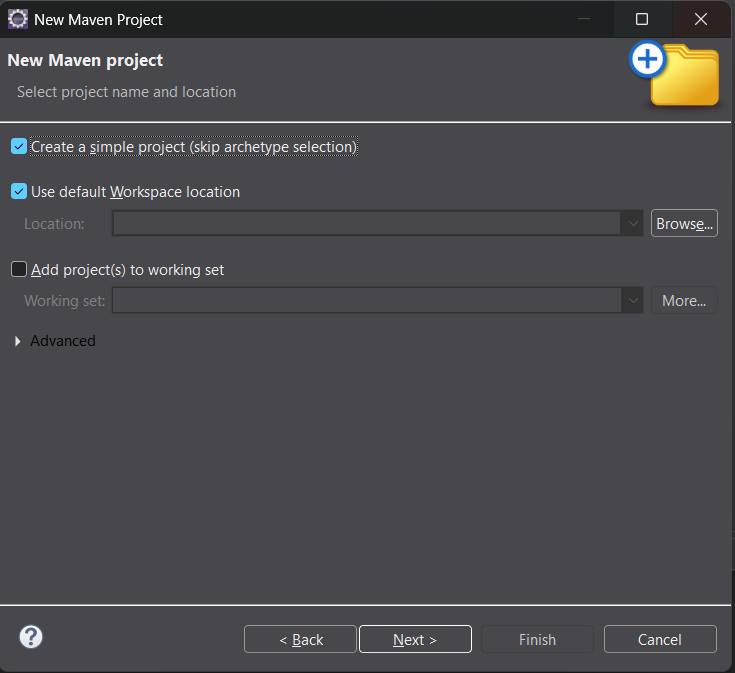 New Maven Project
New Maven project
Select project name and location
Create a simple project (skip archetype selection)
Use default Workspace location
Location:
Browse...
Add project(s) to working set
Working set:
More...
Advanced
?
< Back
Next >
Finish
Cancel